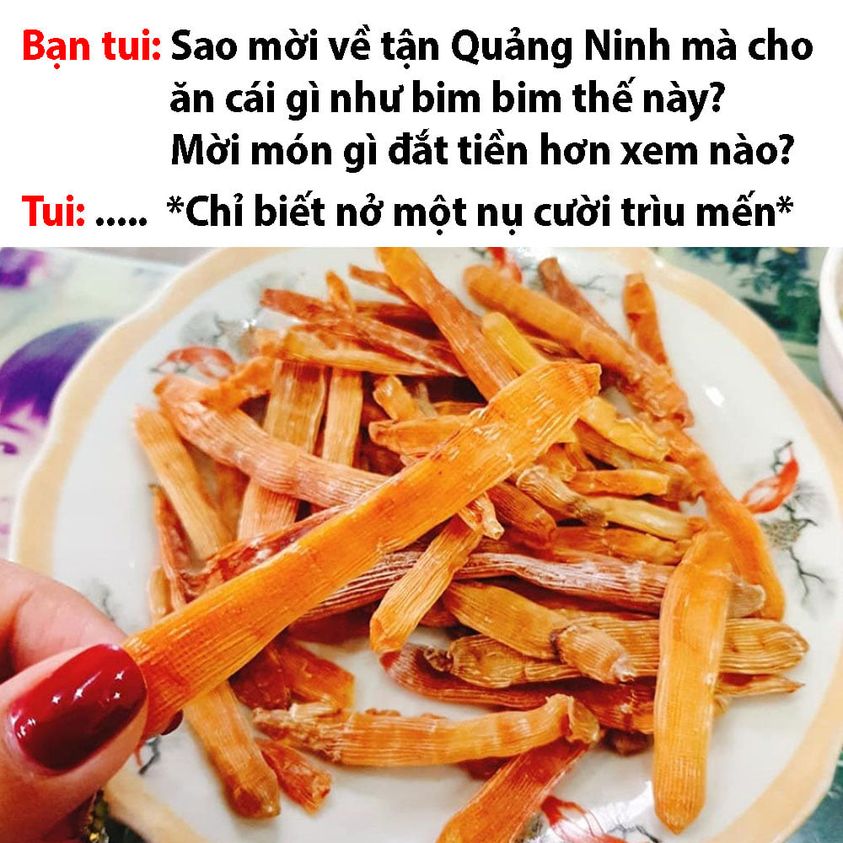 Bạn tui: Sao mời về tận Quảng Ninh mà cho
ăn cái gì như bim bim thế này?
Mời món gì đắt tiền hơn xem nào?
Tui: ..... *Chỉ biết nở một nụ cười trìu mến*